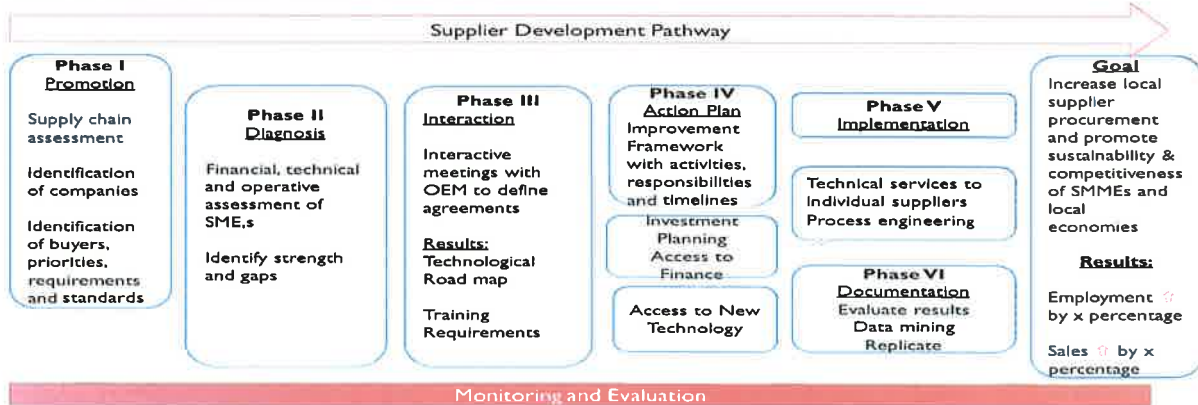 Supplier Development Pathway
Phase I
Promotion
Supply chain
assessment
Identification
of companies
Identification
of buyers,
priorities,
requirements
and standards
Phase II
Diagnosis
Financial, technical
and operative
assessment of
SME,s
Identify strength
and gaps
Phase III
Interaction
Interactive
meetings with
OEM to define
agreements
Results:
Technological
Road map
Training
Requirements
Phase IV
Action Plan
Improvement
Framework
with activities,
responsibilities
and timelines
Investment
Planning
Access to
Finance
Access to New
Technology
Phase V
Implementation
Technical services to
Individual suppliers
Process engineering
Phase VI
Documentation
Evaluate results
Data mining
Replicate
Goal
Increase local
supplier
procurement
and promote
sustainability &
competitiveness
of SMMEs and
local
economies
Results:
Employment ⇧
by x percentage
Sales ⇧ by x
percentage
Monitoring and Evaluation